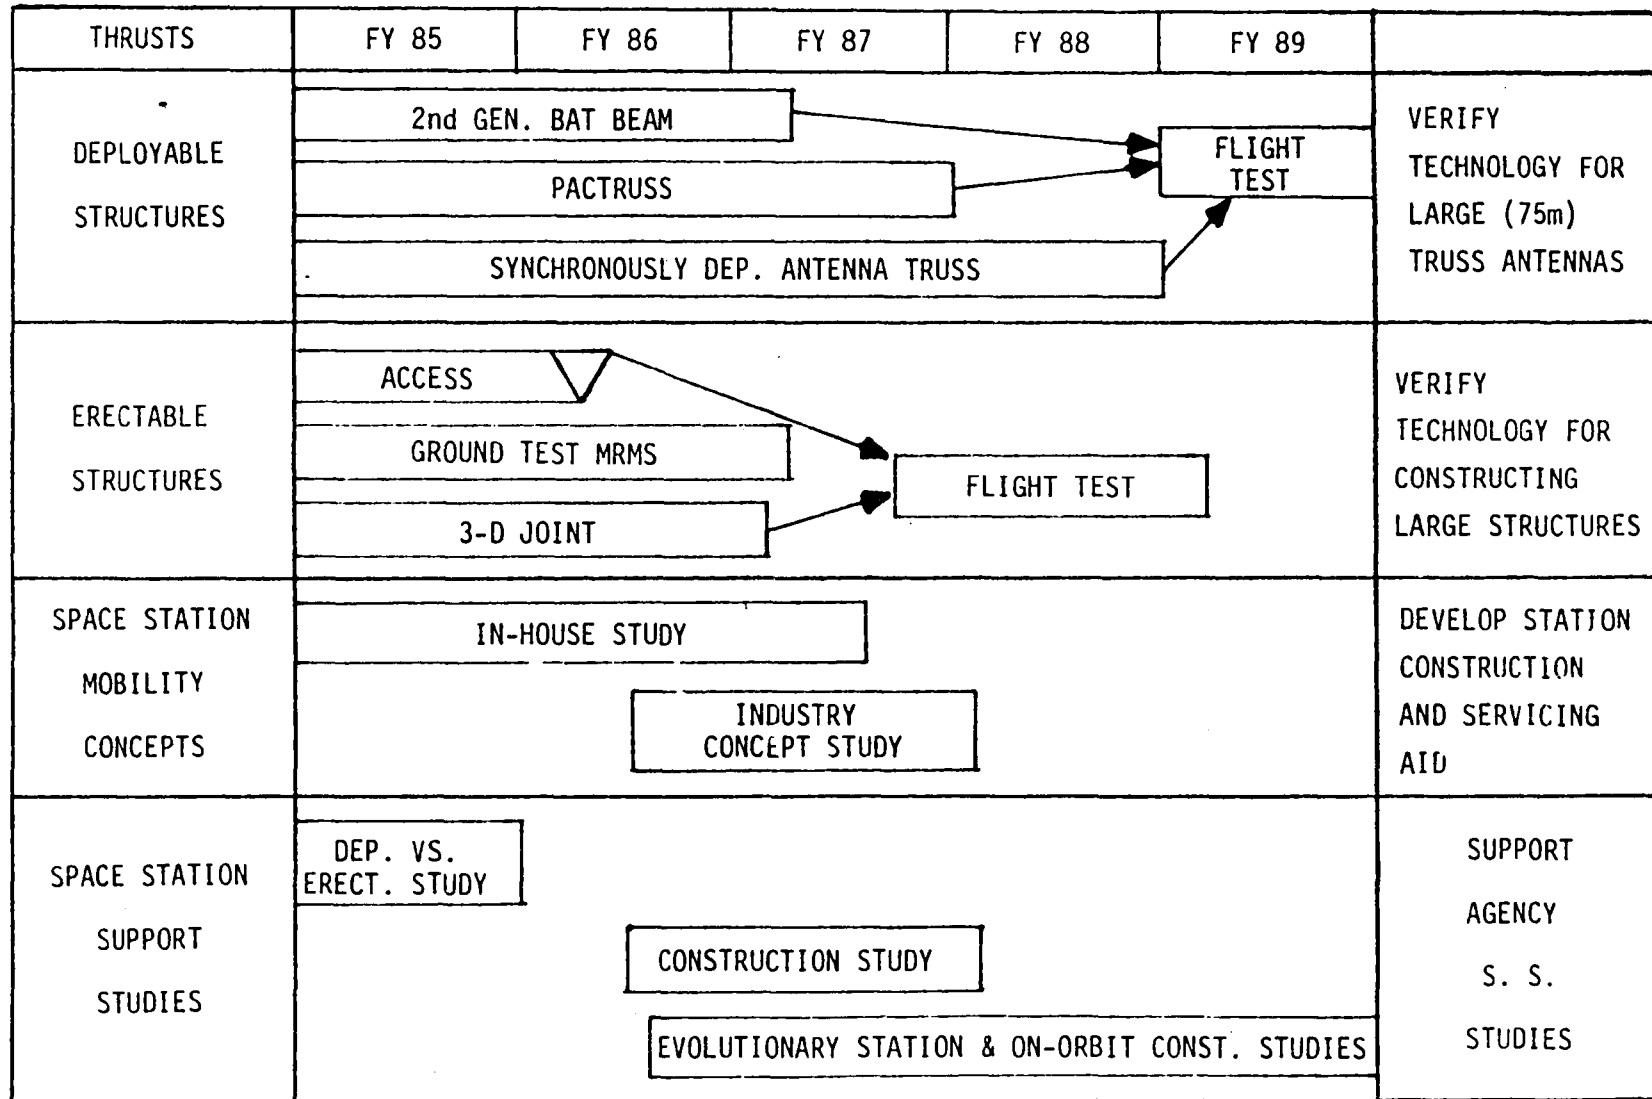 THRUSTS
FY 85
FY 86
FY 87
FY 88
FY 89
DEPLOYABLE
STRUCTURES
2nd GEN. BAT BEAM
PACTRUSS
SYNCHRONOUSLY DEP. ANTENNA TRUSS
FLIGHT
TEST
VERIFY
TECHNOLOGY FOR
LARGE (75m)
TRUSS ANTENNAS
ERECTABLE
STRUCTURES
ACCESS
GROUND TEST MRMS
3-D JOINT
FLIGHT TEST
VERIFY
TECHNOLOGY FOR
CONSTRUCTING
LARGE STRUCTURES
SPACE STATION
MOBILITY
CONCEPTS
IN-HOUSE STUDY
INDUSTRY
CONCEPT STUDY
DEVELOP STATION
CONSTRUCTION
AND SERVICING
AID
SPACE STATION
SUPPORT
STUDIES
DEP. VS.
ERECT. STUDY
CONSTRUCTION STUDY
EVOLUTIONARY STATION & ON-ORBIT CONST. STUDIES
SUPPORT
AGENCY
S. S.
STUDIES